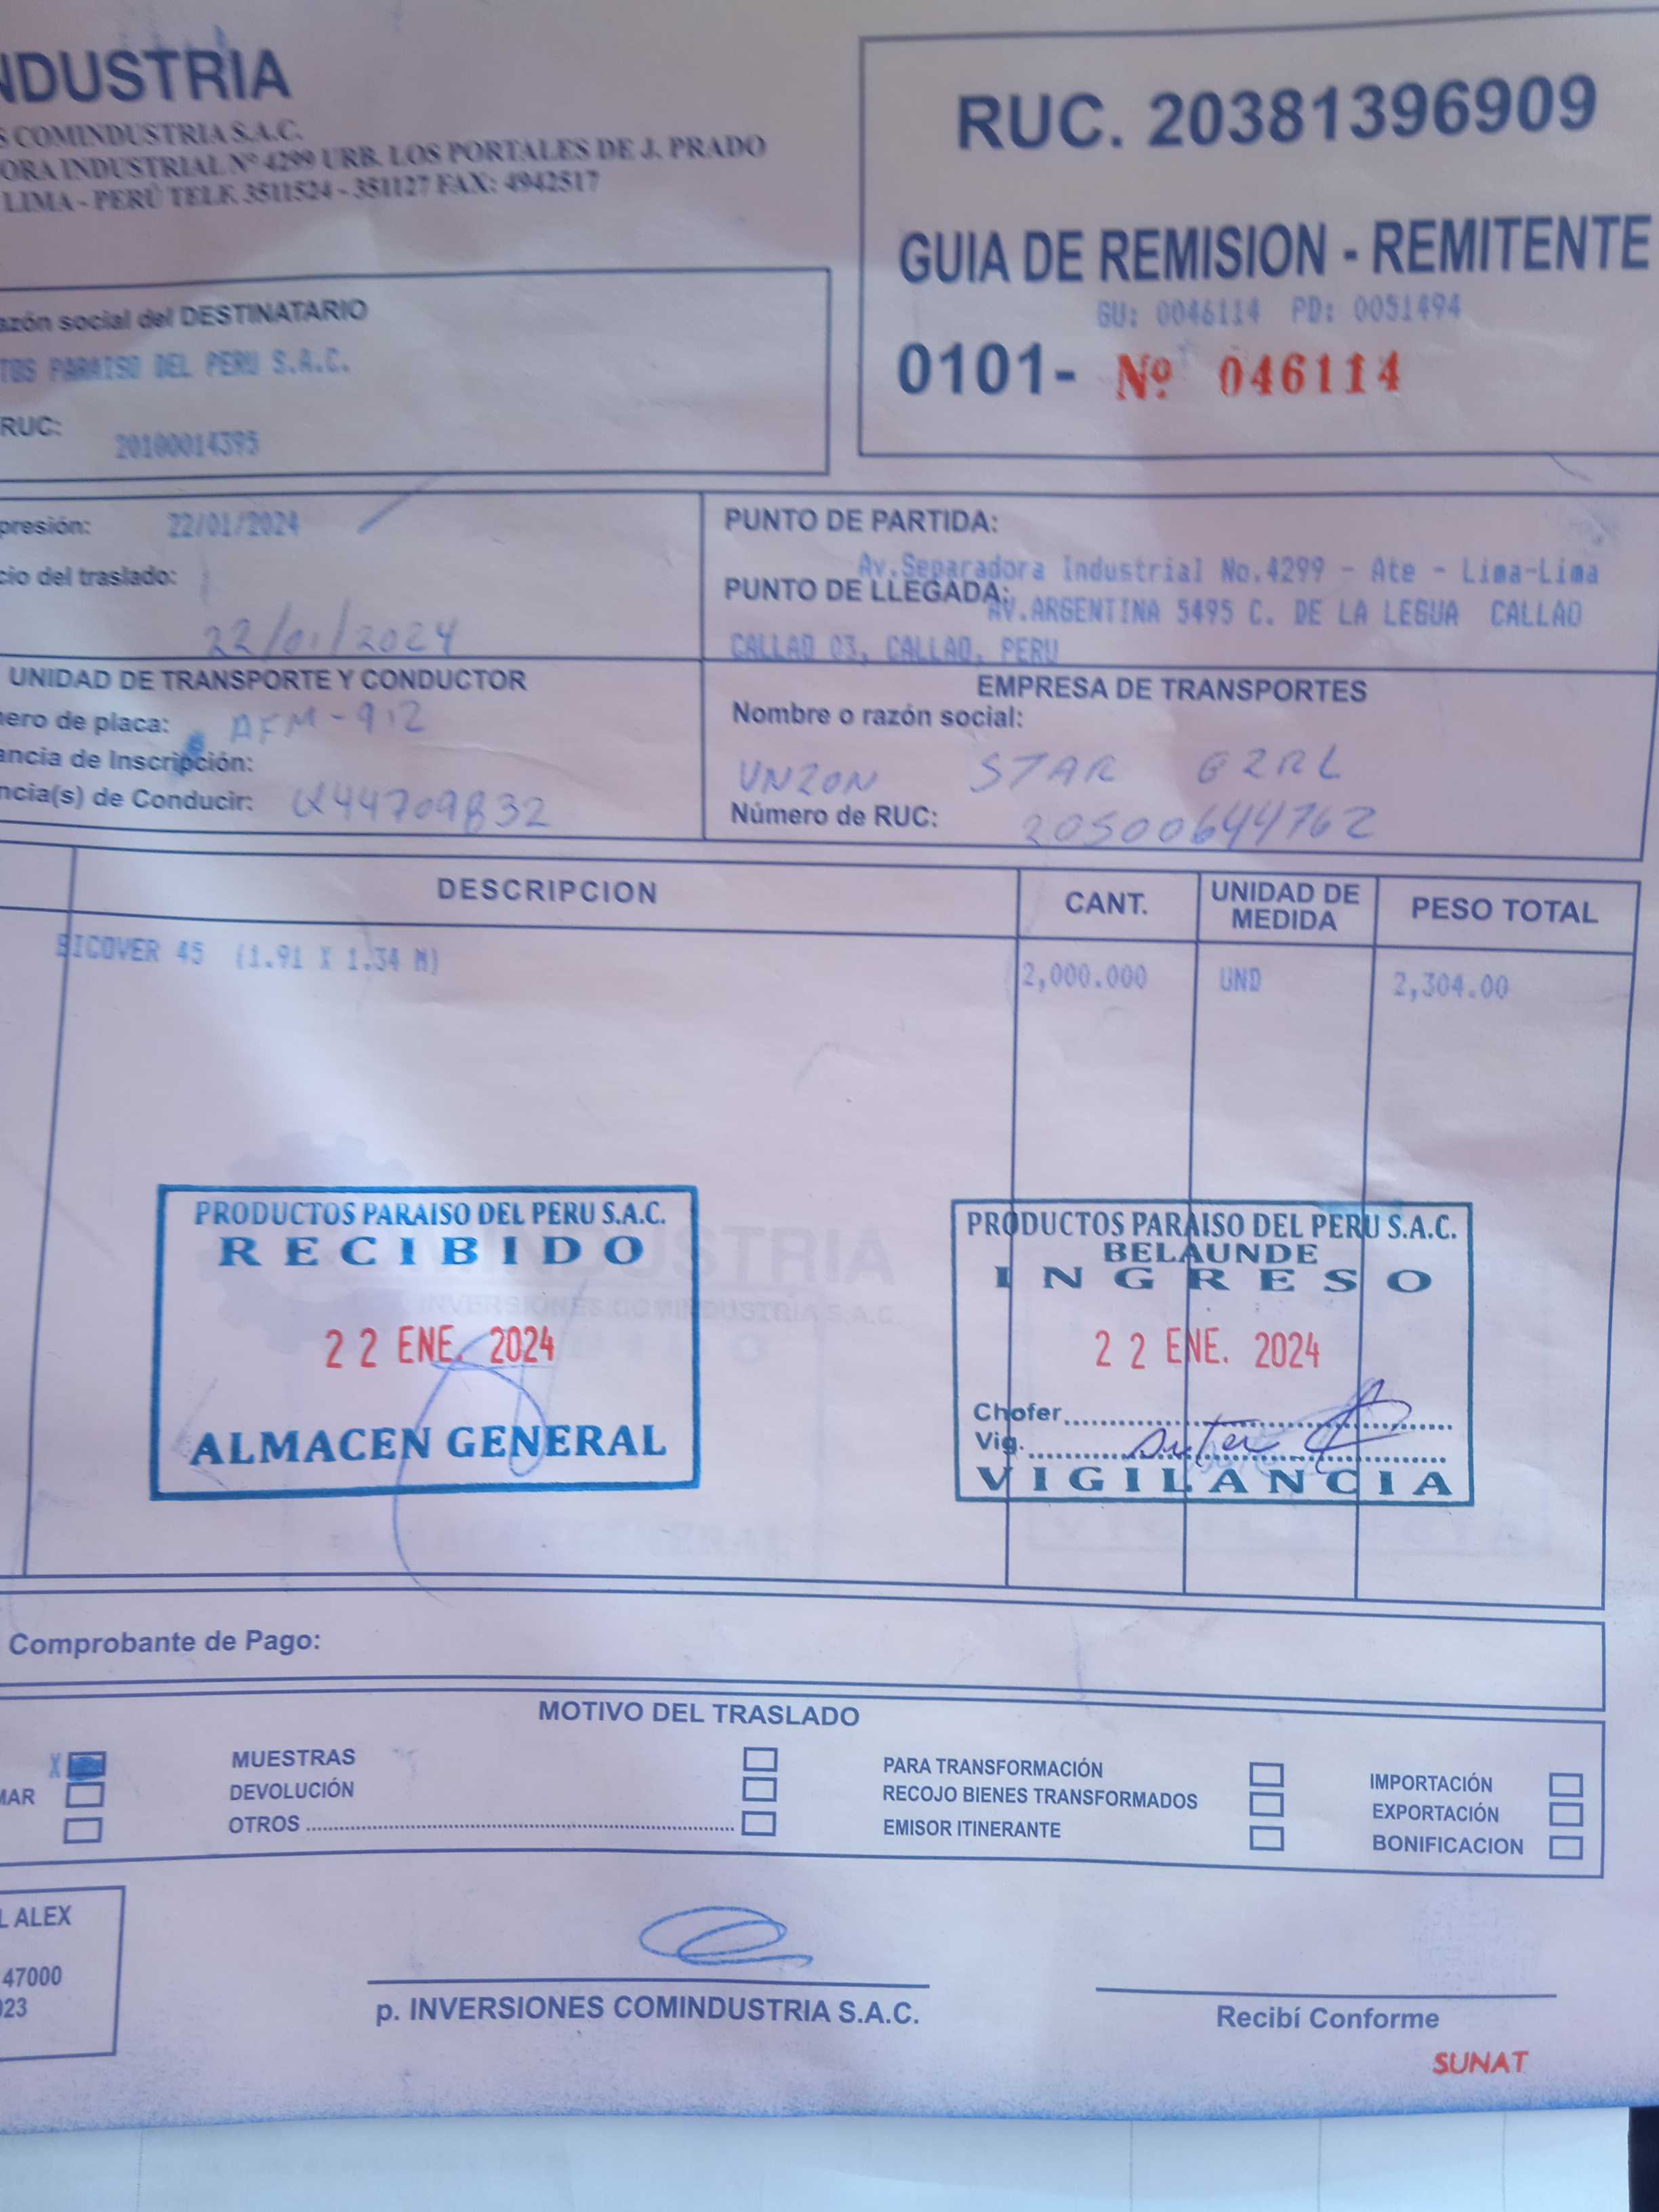 NDUSTRIA
S COMINDUSTRIA S.A.C.
ORA INDUSTRIAL Nº 4299 URB. LOS PORTALES DE J. PRADO
LIMA - PERÚ TELF. 3511524 - 351127 FAX: 4942517
RUC. 20381396909
GUIA DE REMISION - REMITENTE
GU: 0046114 PD: 0051494
0101- Nº 046114
azón social del DESTINATARIO
TOS PARAISO DEL PERU S.A.C.
RUC:
20100014395
presión: 22/01/2024
cio del traslado:
22/01/2024
PUNTO DE PARTIDA:
Av.Separadora Industrial No.4299 - Ate - Lima-Lima
PUNTO DE LLEGADA:
AV.ARGENTINA 5495 C. DE LA LEGUA CALLAO
CALLAO 03, CALLAO, PERU
UNIDAD DE TRANSPORTE Y CONDUCTOR
ero de placa: AFM-912
ancia de Inscripción:
ncia(s) de Conducir: Q44709832
EMPRESA DE TRANSPORTES
Nombre o razón social:
UNION STAR EIRL
Número de RUC: 20500644762
DESCRIPCION
CANT.
UNIDAD DE MEDIDA
PESO TOTAL
BICOVER 45 (1.91 X 1.34 M)
2,000.000
UND
2,304.00
PRODUCTOS PARAISO DEL PERU S.A.C.
RECIBIDO
22 ENE. 2024
ALMACEN GENERAL
PRODUCTOS PARAISO DEL PERU S.A.C.
BELAUNDE
INGRESO
22 ENE. 2024
Chofer
Vig.
VIGILANCIA
INDUSTRIA
INVERSIONES COMINDUSTRIA S.A.C.
Comprobante de Pago:
MOTIVO DEL TRASLADO
X
MAR
MUESTRAS
DEVOLUCIÓN
OTROS
PARA TRANSFORMACIÓN
RECOJO BIENES TRANSFORMADOS
EMISOR ITINERANTE
IMPORTACIÓN
EXPORTACIÓN
BONIFICACION
L ALEX
47000
023
p. INVERSIONES COMINDUSTRIA S.A.C.
Recibí Conforme
SUNAT